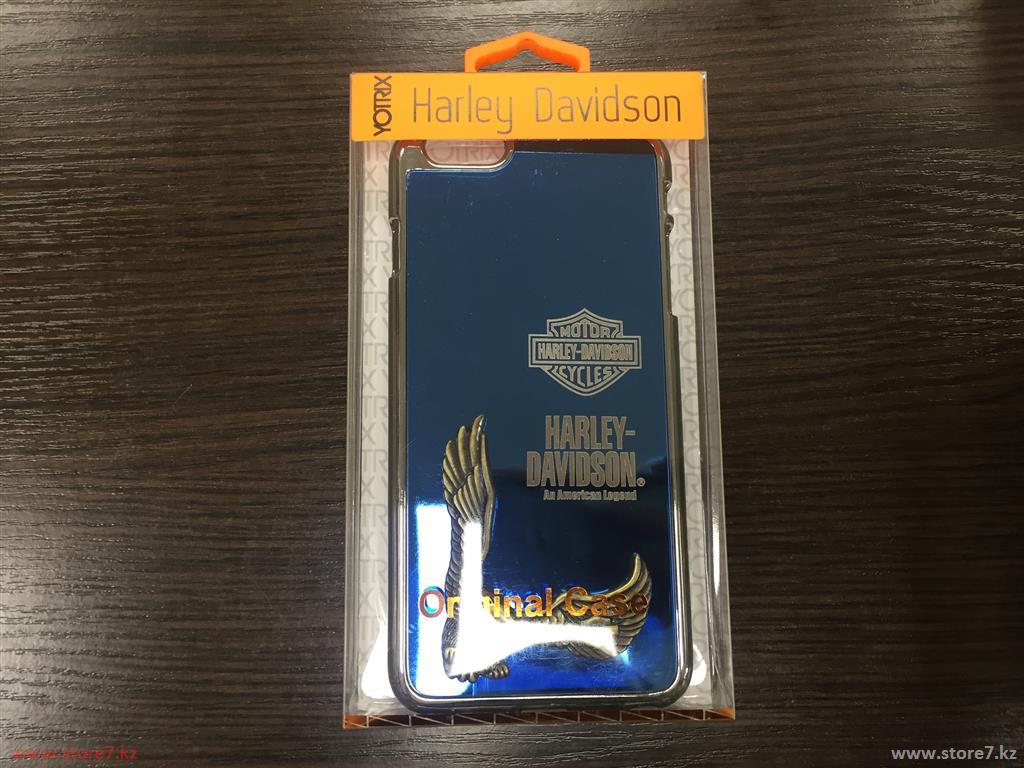 YOTRIX
Harley Davidson
YOTRIX
MOTOR
HARLEY-DAVIDSON
CYCLES
HARLEY-
DAVIDSON®
An American Legend
Original Case
www.store7.kz
www.store7.kz